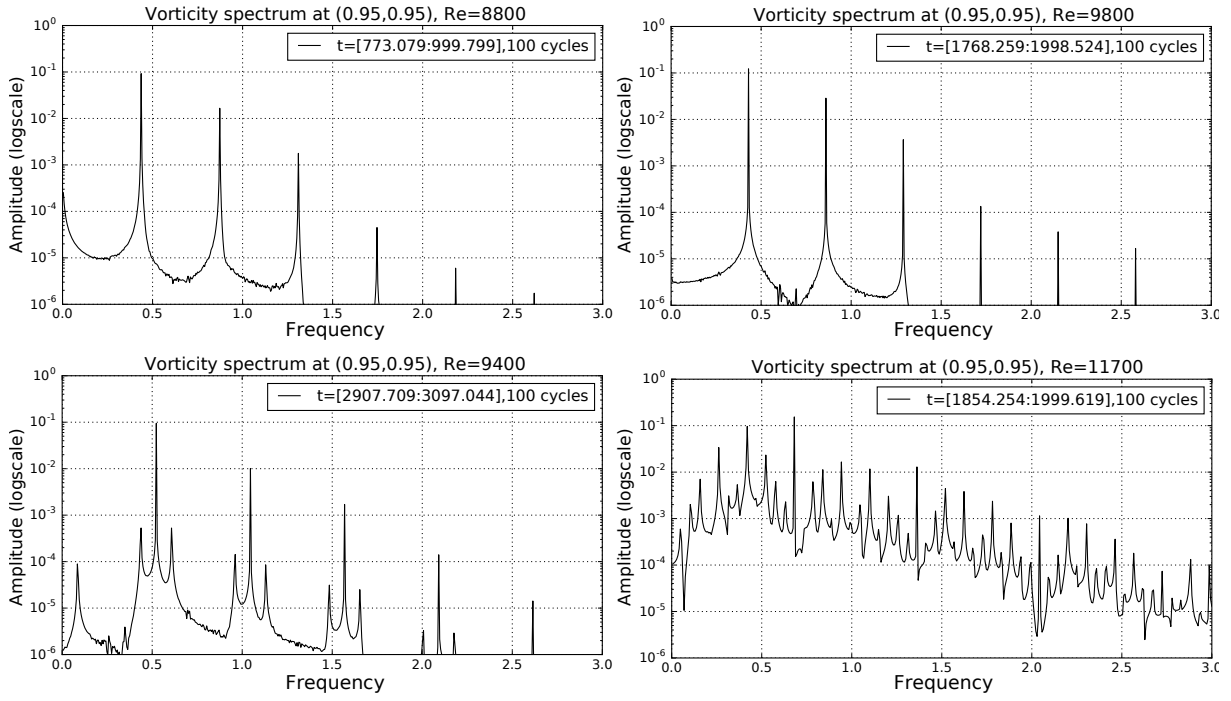 Vorticity spectrum at (0.95,0.95), Re=8800
t=[773.079:999.799],100 cycles
Amplitude (logscale)
10^0
10^-1
10^-2
10^-3
10^-4
10^-5
10^-6
0.0 0.5 1.0 1.5 2.0 2.5 3.0
Frequency
Vorticity spectrum at (0.95,0.95), Re=9800
t=[1768.259:1998.524],100 cycles
Amplitude (logscale)
10^0
10^-1
10^-2
10^-3
10^-4
10^-5
10^-6
0.0 0.5 1.0 1.5 2.0 2.5 3.0
Frequency
Vorticity spectrum at (0.95,0.95), Re=9400
t=[2907.709:3097.044],100 cycles
Amplitude (logscale)
10^0
10^-1
10^-2
10^-3
10^-4
10^-5
10^-6
0.0 0.5 1.0 1.5 2.0 2.5 3.0
Frequency
Vorticity spectrum at (0.95,0.95), Re=11700
t=[1854.254:1999.619],100 cycles
Amplitude (logscale)
10^0
10^-1
10^-2
10^-3
10^-4
10^-5
10^-6
0.0 0.5 1.0 1.5 2.0 2.5 3.0
Frequency